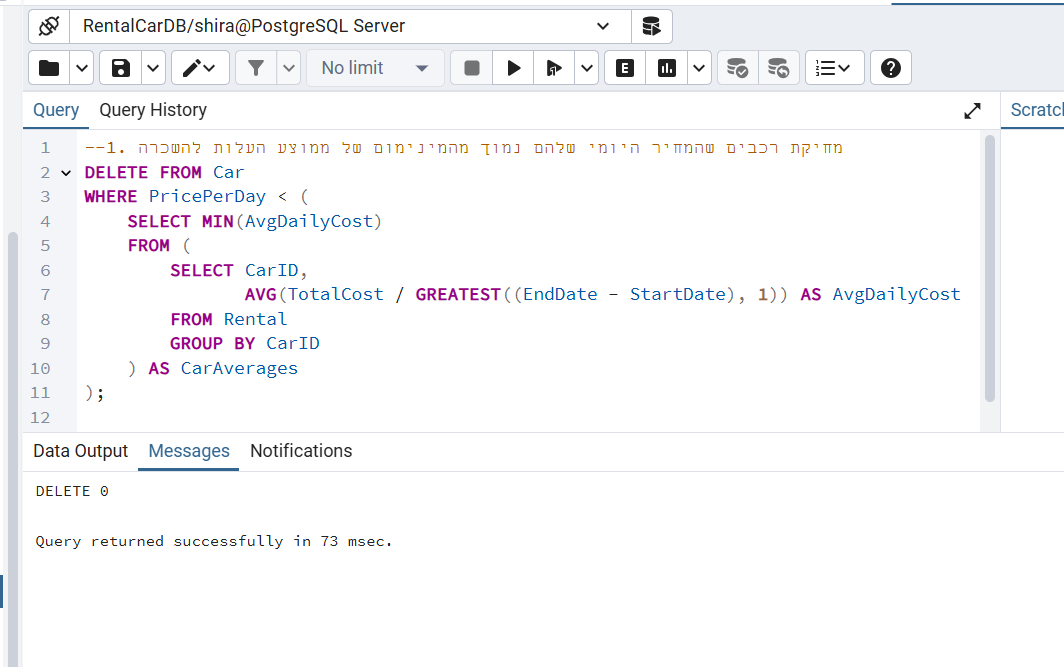 RentalCarDB/shira@PostgreSQL Server
No limit
E
Query Query History
Scratch
1 --1. מחיקת רכבים שהמחיר היומי שלהם נמוך מהמינימום של ממוצע העלות להשכרה
2 DELETE FROM Car
3 WHERE PricePerDay < (
4 SELECT MIN(AvgDailyCost)
5 FROM (
6 SELECT CarID,
7 AVG(TotalCost / GREATEST((EndDate - StartDate), 1)) AS AvgDailyCost
8 FROM Rental
9 GROUP BY CarID
10 ) AS CarAverages
11 );
12
Data Output Messages Notifications
DELETE 0
Query returned successfully in 73 msec.